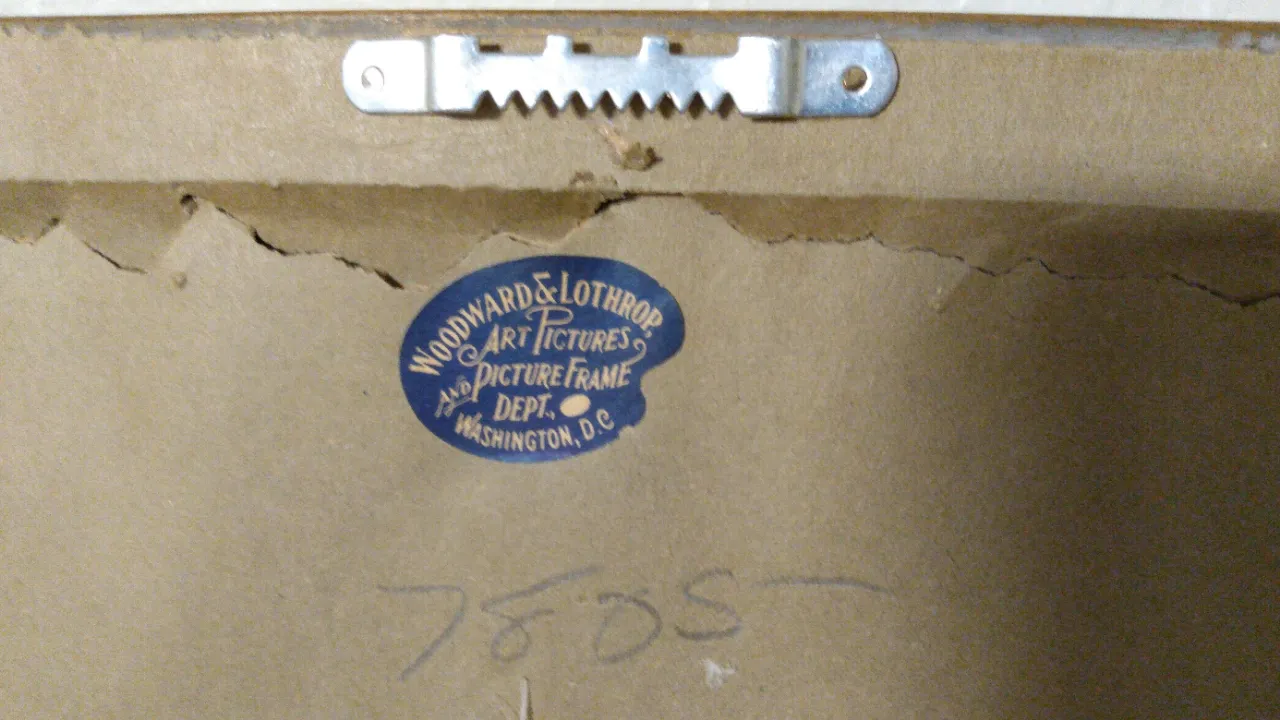 WOODWARD & LOTHROP,
ART PICTURES
AND PICTURE FRAME
DEPT.,
WASHINGTON, D.C
7805